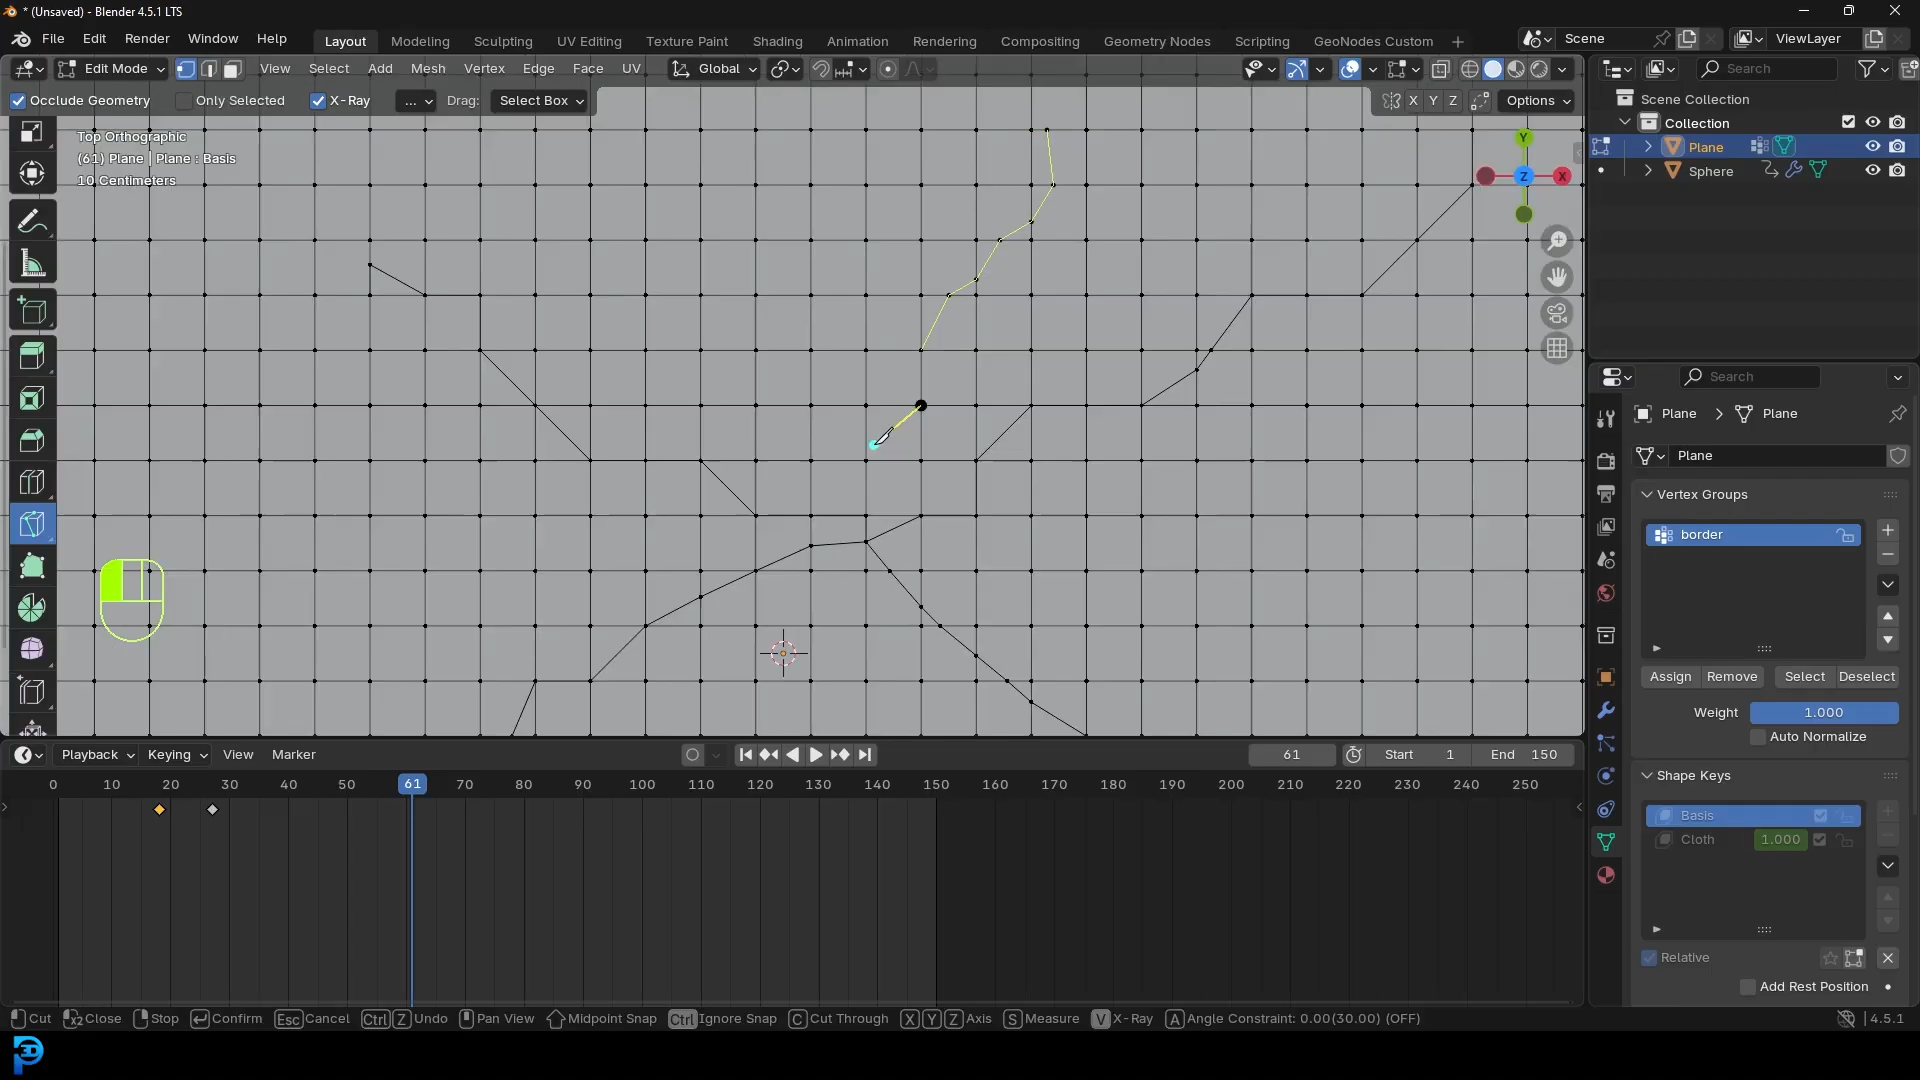 * (Unsaved) - Blender 4.5.1 LTS
File Edit Render Window Help
Layout Modeling Sculpting UV Editing Texture Paint Shading Animation Rendering Compositing Geometry Nodes Scripting GeoNodes Custom +
Scene ViewLayer
Edit Mode View Select Add Mesh Vertex Edge Face UV Global
Search
Occlude Geometry Only Selected X-Ray ... Drag: Select Box
X Y Z Options
Scene Collection
Collection
Plane
Sphere
Top Orthographic
(61) Plane | Plane : Basis
10 Centimeters
Y
Z X
Search
Plane > Plane
Plane
Vertex Groups
border
Assign Remove Select Deselect
Weight 1.000
Auto Normalize
Shape Keys
Basis
Cloth 1.000
Relative
Add Rest Position
Playback Keying View Marker
61 Start 1 End 150
0 10 20 30 40 50 61 70 80 90 100 110 120 130 140 150 160 170 180 190 200 210 220 230 240 250
Cut x2 Close Stop Confirm Esc Cancel Ctrl Z Undo Pan View Midpoint Snap Ctrl Ignore Snap C Cut Through X Y Z Axis S Measure V X-Ray A Angle Constraint: 0.00(30.00) (OFF)
4.5.1